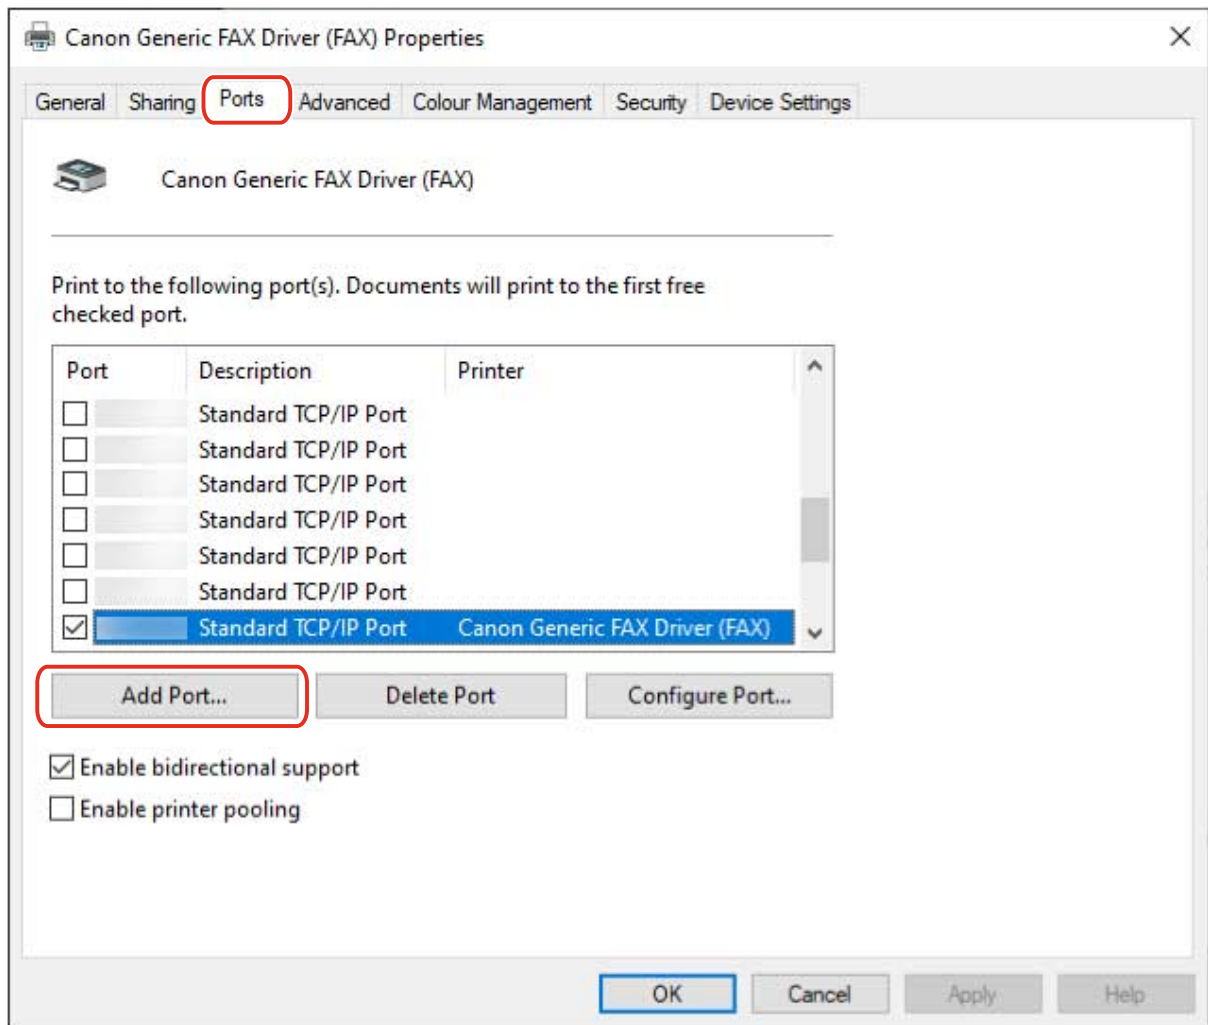 Canon Generic FAX Driver (FAX) Properties
General Sharing Ports Advanced Colour Management Security Device Settings
Canon Generic FAX Driver (FAX)
Print to the following port(s). Documents will print to the first free
checked port.
Port Description Printer
Standard TCP/IP Port
Standard TCP/IP Port
Standard TCP/IP Port
Standard TCP/IP Port
Standard TCP/IP Port
Standard TCP/IP Port
Standard TCP/IP Port Canon Generic FAX Driver (FAX)
Add Port... Delete Port Configure Port...
Enable bidirectional support
Enable printer pooling
OK Cancel Apply Help